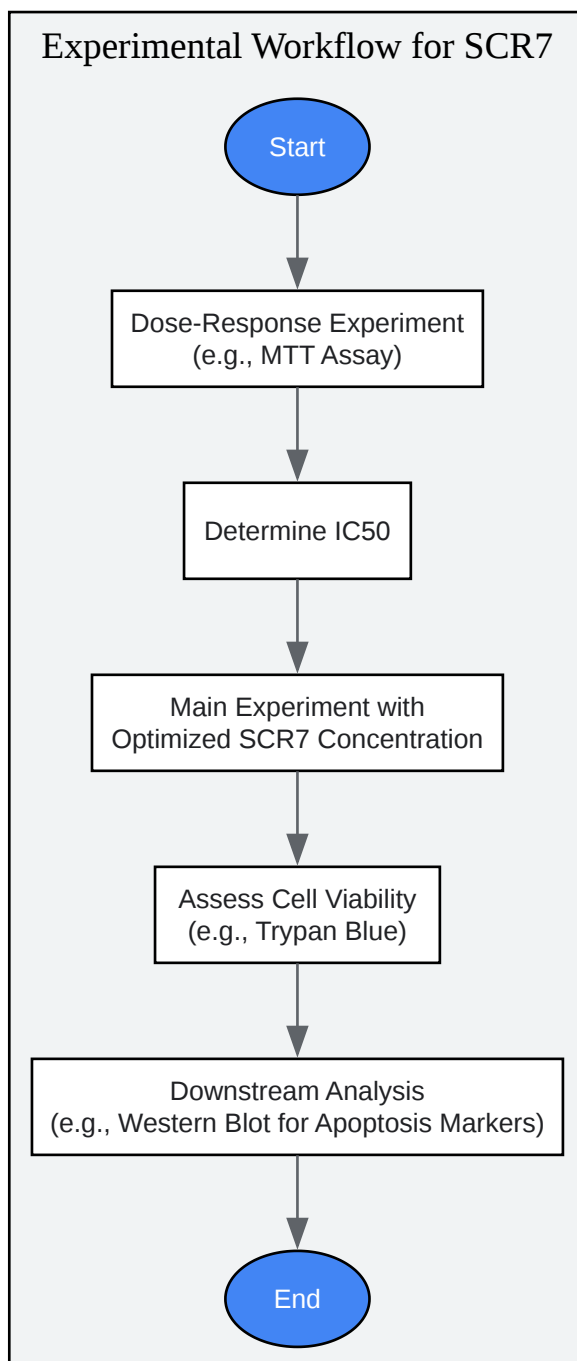 Experimental Workflow for SCR7
Start
Dose-Response Experiment
(e.g., MTT Assay)
Determine IC50
Main Experiment with
Optimized SCR7 Concentration
Assess Cell Viability
(e.g., Trypan Blue)
Downstream Analysis
(e.g., Western Blot for Apoptosis Markers)
End